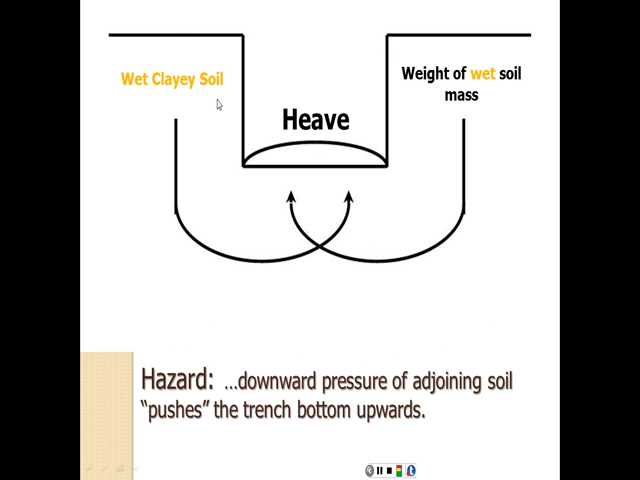 Wet Clayey Soil
Weight of wet soil
mass
Heave
Hazard: ...downward pressure of adjoining soil
“pushes” the trench bottom upwards.